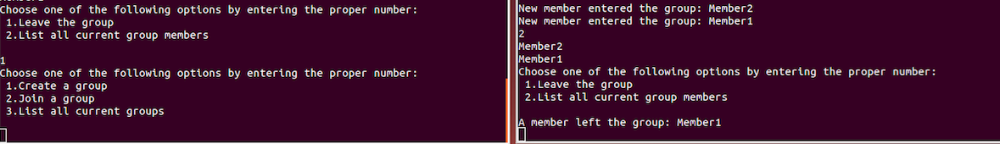 Choose one of the following options by entering the proper number:
1.Leave the group
2.List all current group members
1
Choose one of the following options by entering the proper number:
1.Create a group
2.Join a group
3.List all current groups
New member entered the group: Member2
New member entered the group: Member1
2
Member2
Member1
Choose one of the following options by entering the proper number:
1.Leave the group
2.List all current group members
A member left the group: Member1